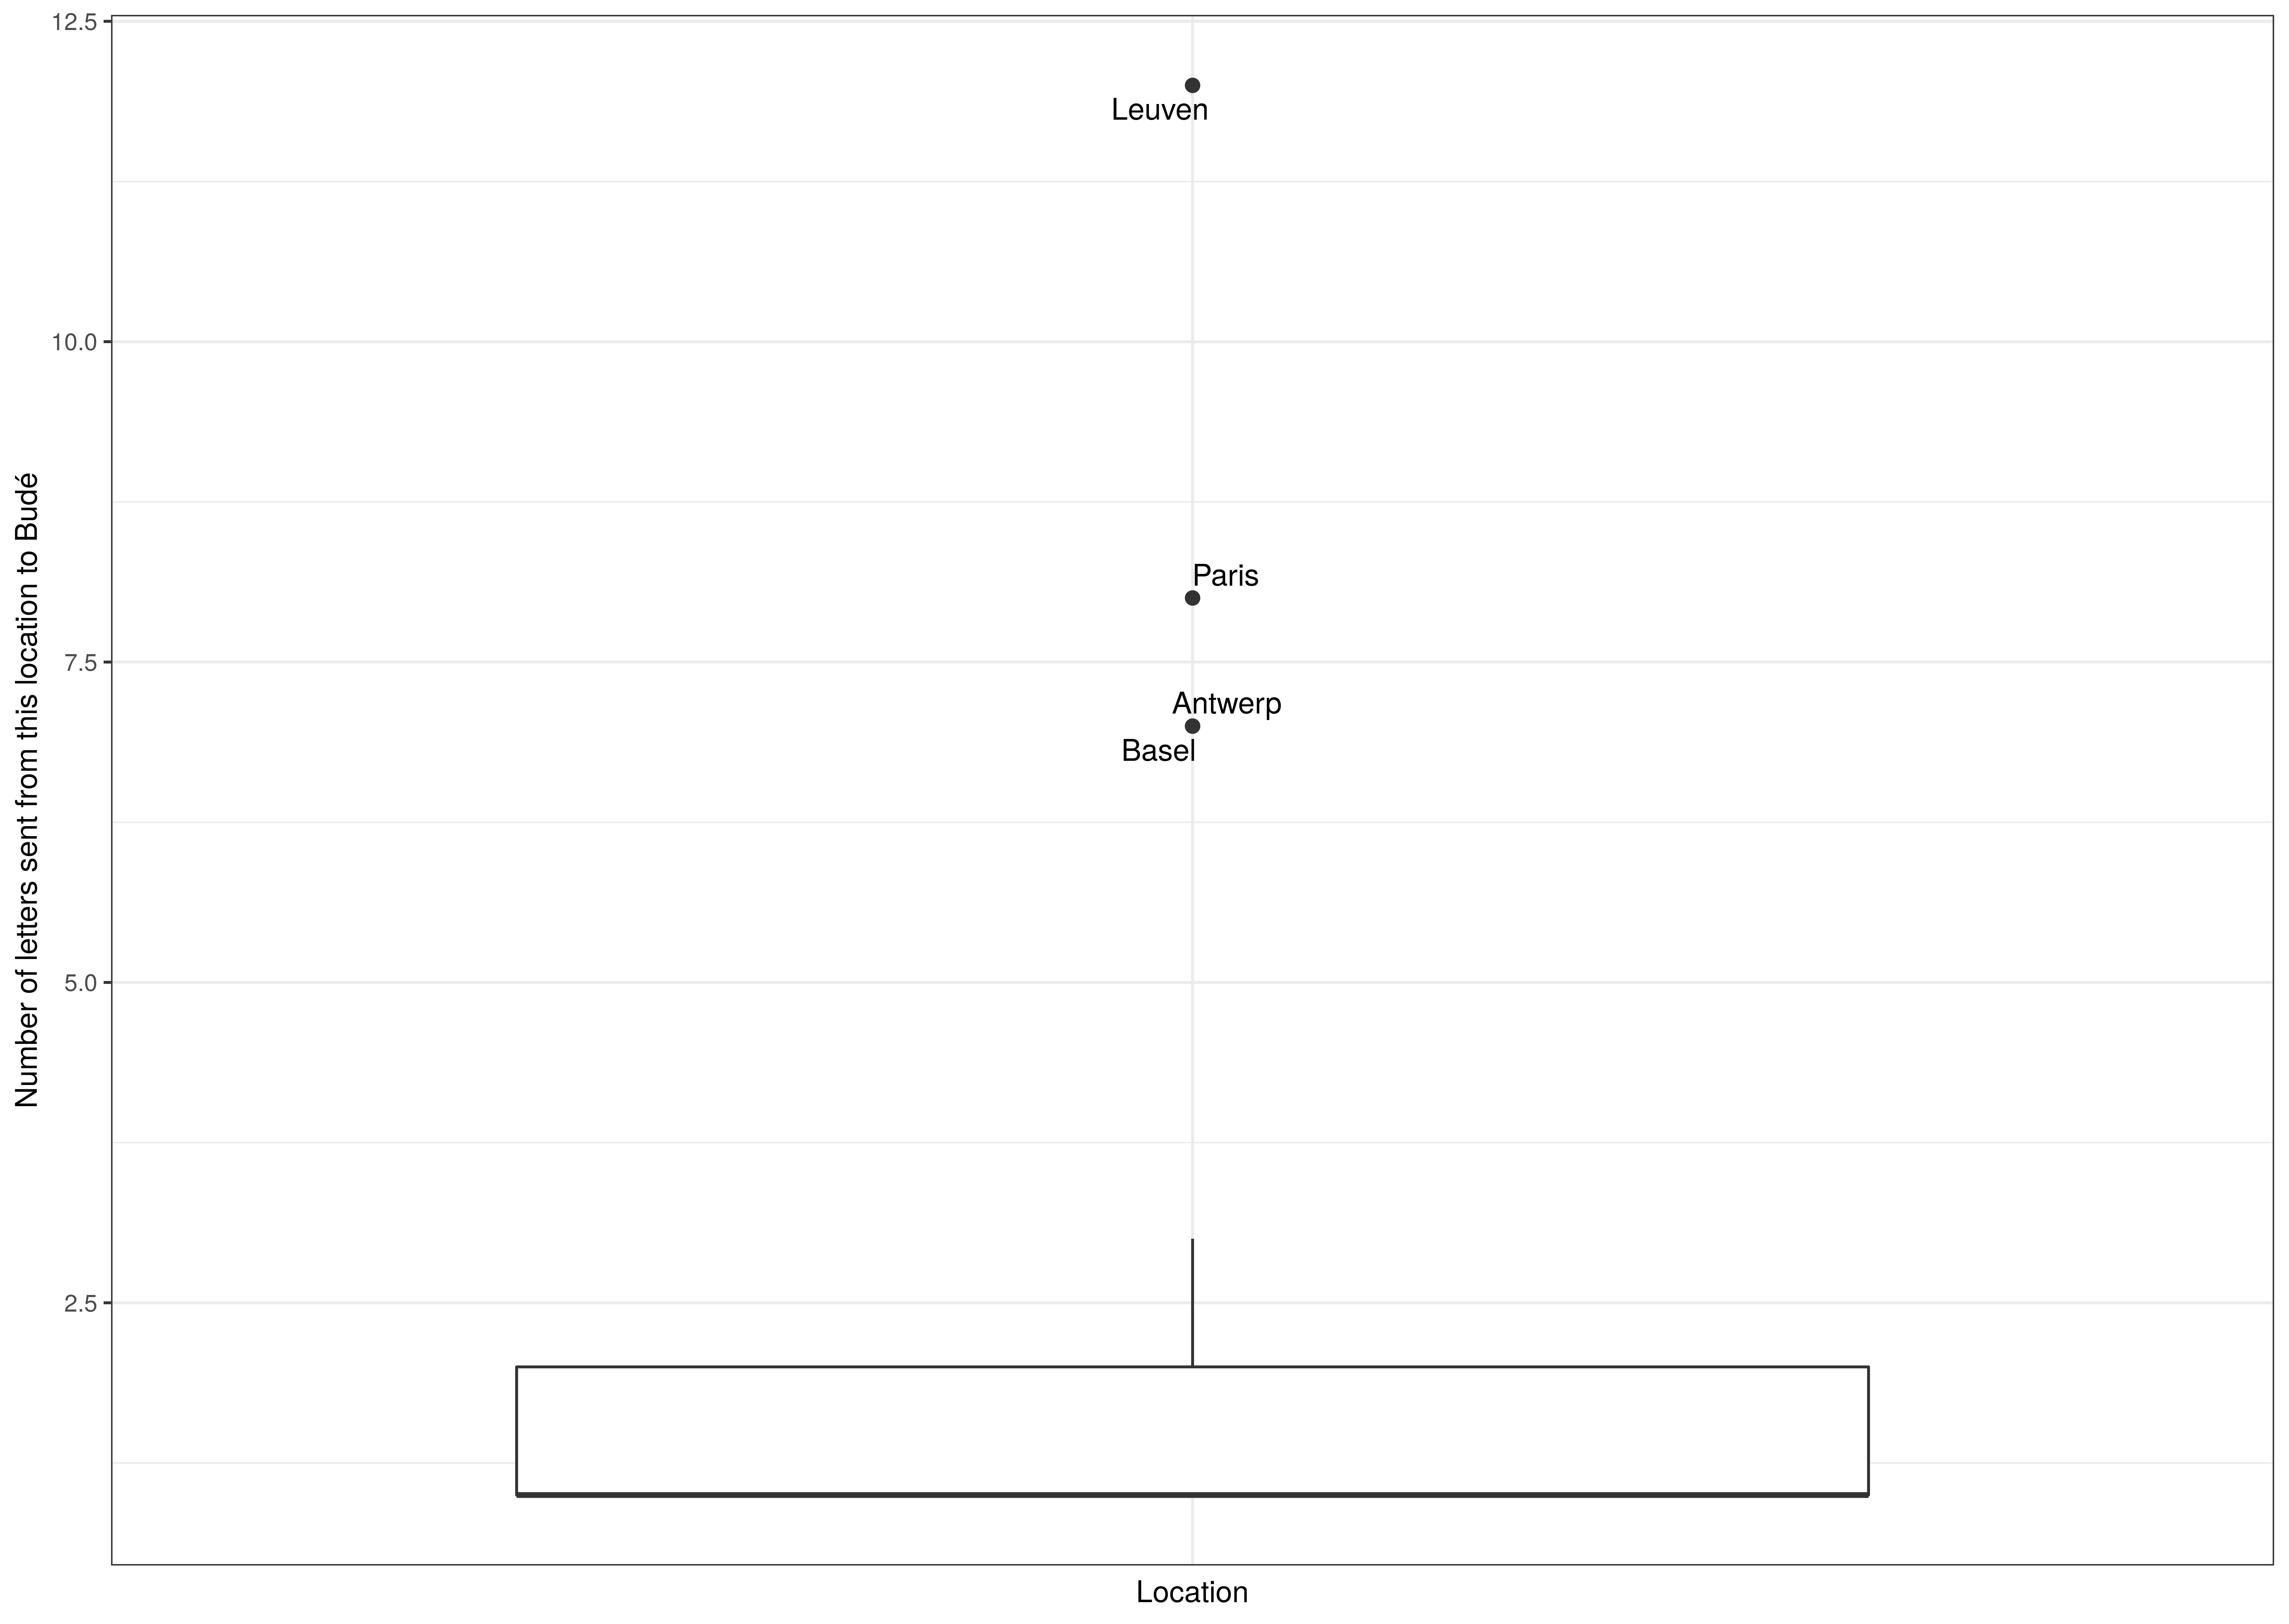 Number of letters sent from this location to Budé
12.5
10.0
7.5
5.0
2.5
Leuven
Paris
Antwerp
Basel
Location